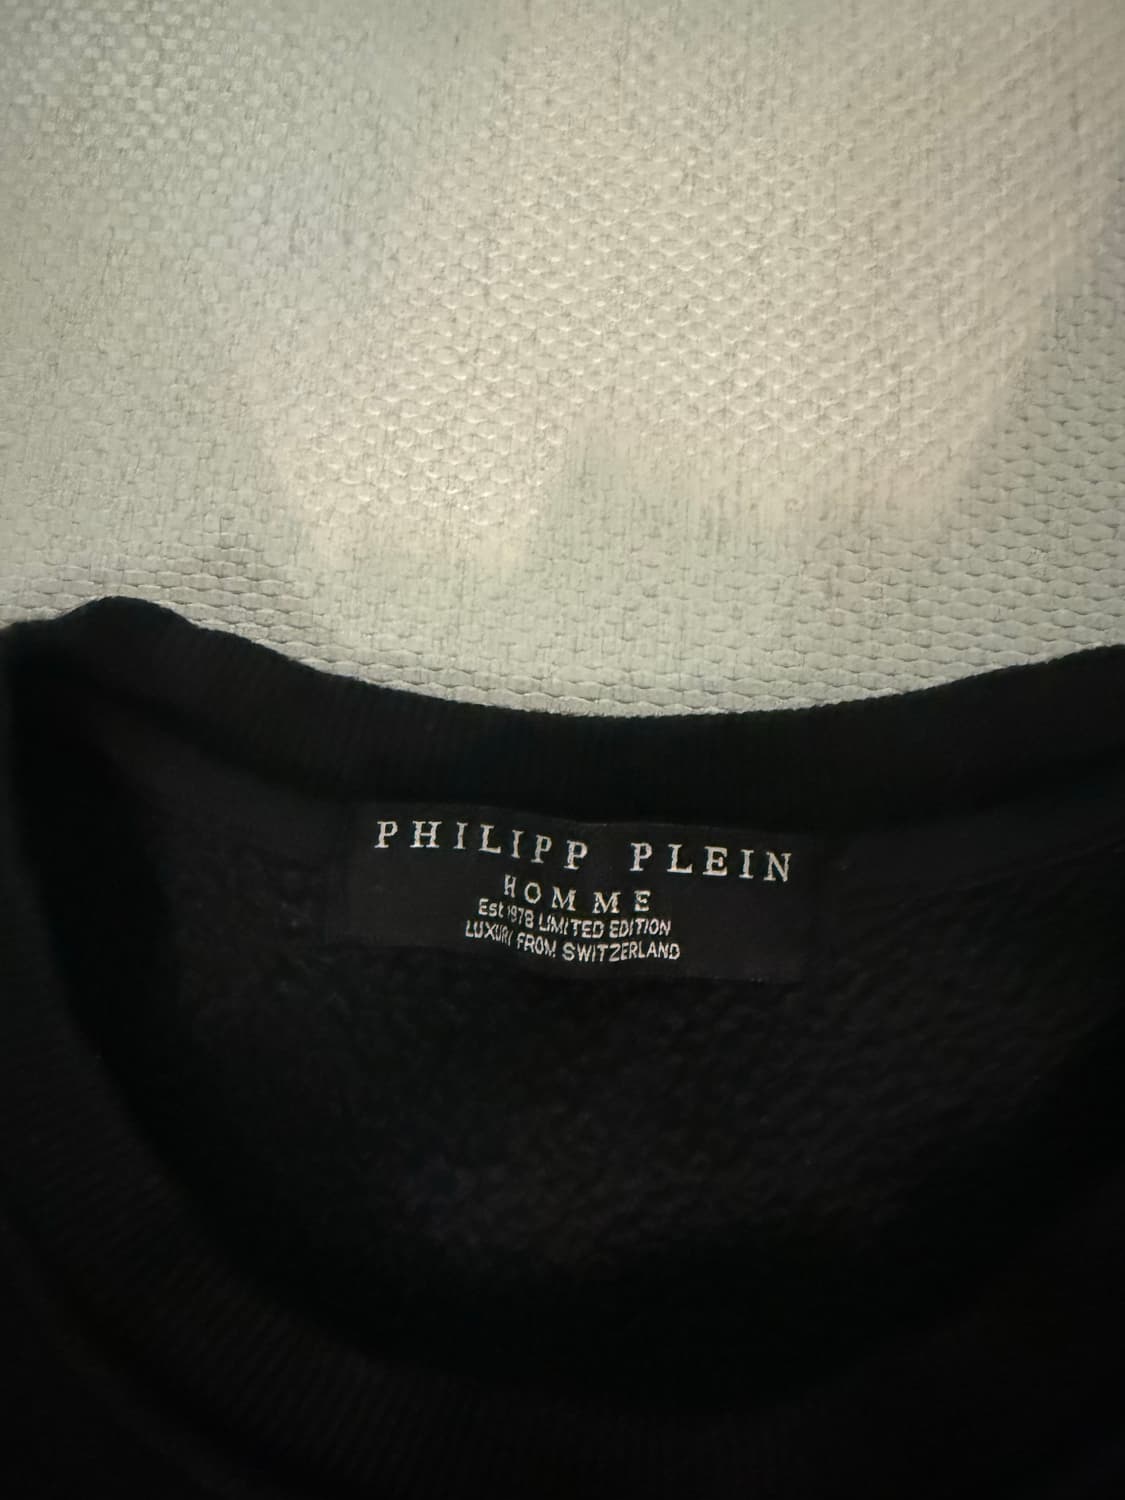 PHILIPP PLEIN
HOMME
Est 1978 LIMITED EDITION
LUXURY FROM SWITZERLAND